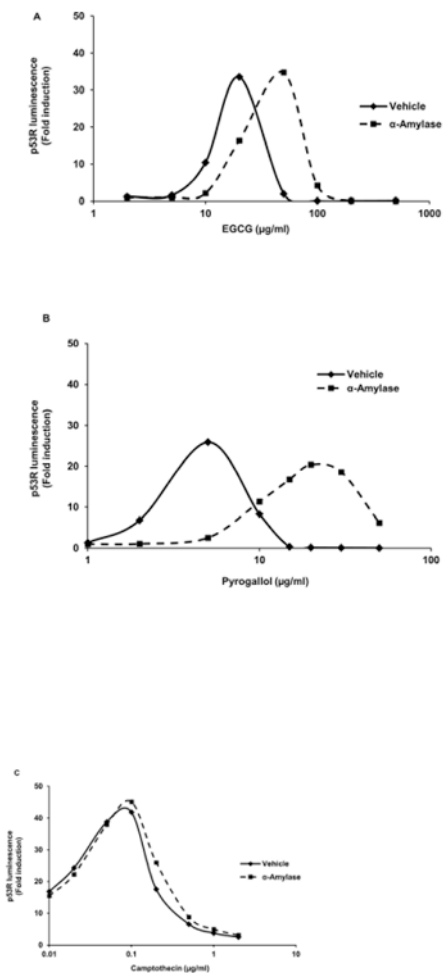 A
p53R luminescence
(Fold induction)
50
40
30
20
10
0
1
10
100
1000
EGCG (µg/ml)
Vehicle
α-Amylase
B
p53R luminescence
(Fold induction)
50
40
30
20
10
0
1
10
100
Pyrogallol (µg/ml)
Vehicle
α-Amylase
C
p53R luminescence
(Fold induction)
50
40
30
20
10
0
0.01
0.1
1
10
Camptothecin (µg/ml)
Vehicle
α-Amylase